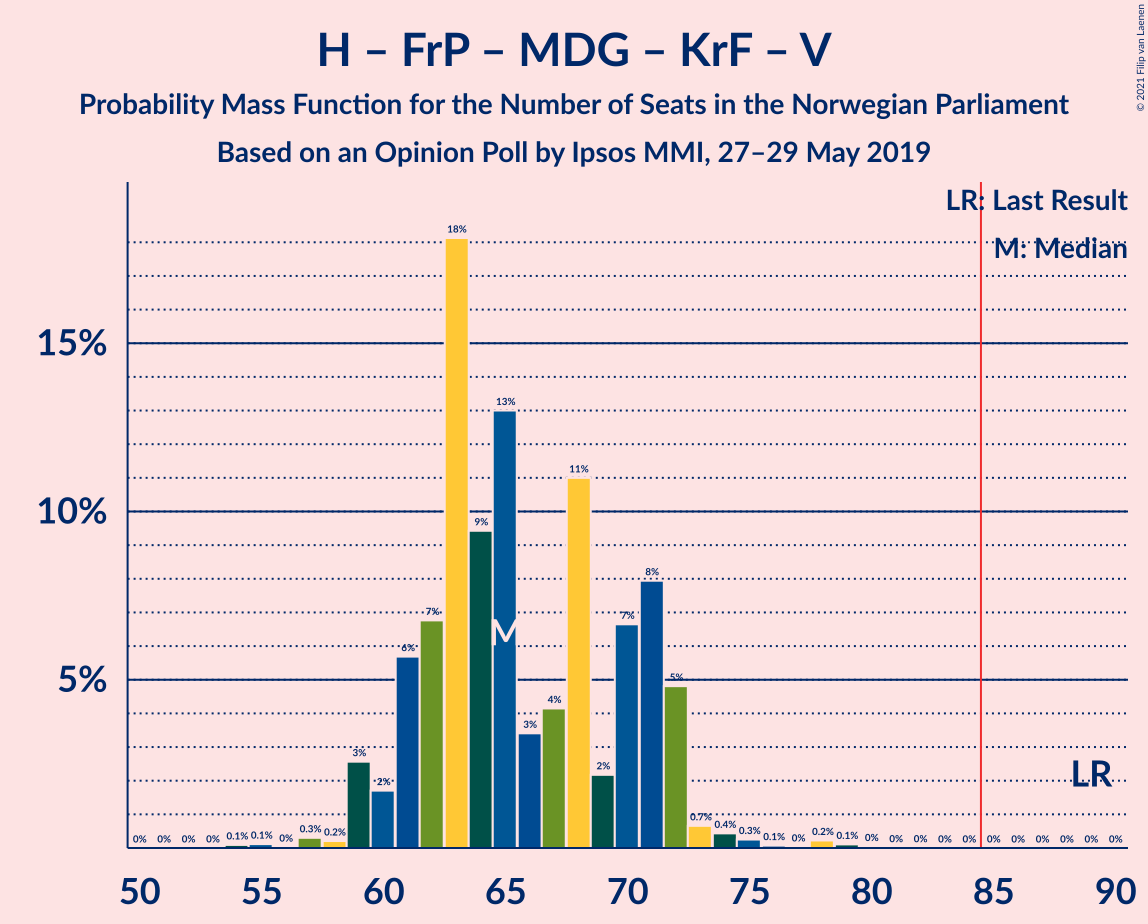 H – FrP – MDG – KrF – V
Probability Mass Function for the Number of Seats in the Norwegian Parliament
Based on an Opinion Poll by Ipsos MMI, 27–29 May 2019
© 2021 Filip van Laenen
LR: Last Result
M: Median
15%
10%
5%
0% 0% 0% 0% 0.1% 0.1% 0% 0.3% 0.2% 3% 2% 6% 7% 18% 9% 13% 3% 4% 11% 2% 7% 8% 5% 0.7% 0.4% 0.3% 0.1% 0% 0.2% 0.1% 0% 0% 0% 0% 0% 0% 0% 0% 0% 0% 0%
M
LR
50 55 60 65 70 75 80 85 90